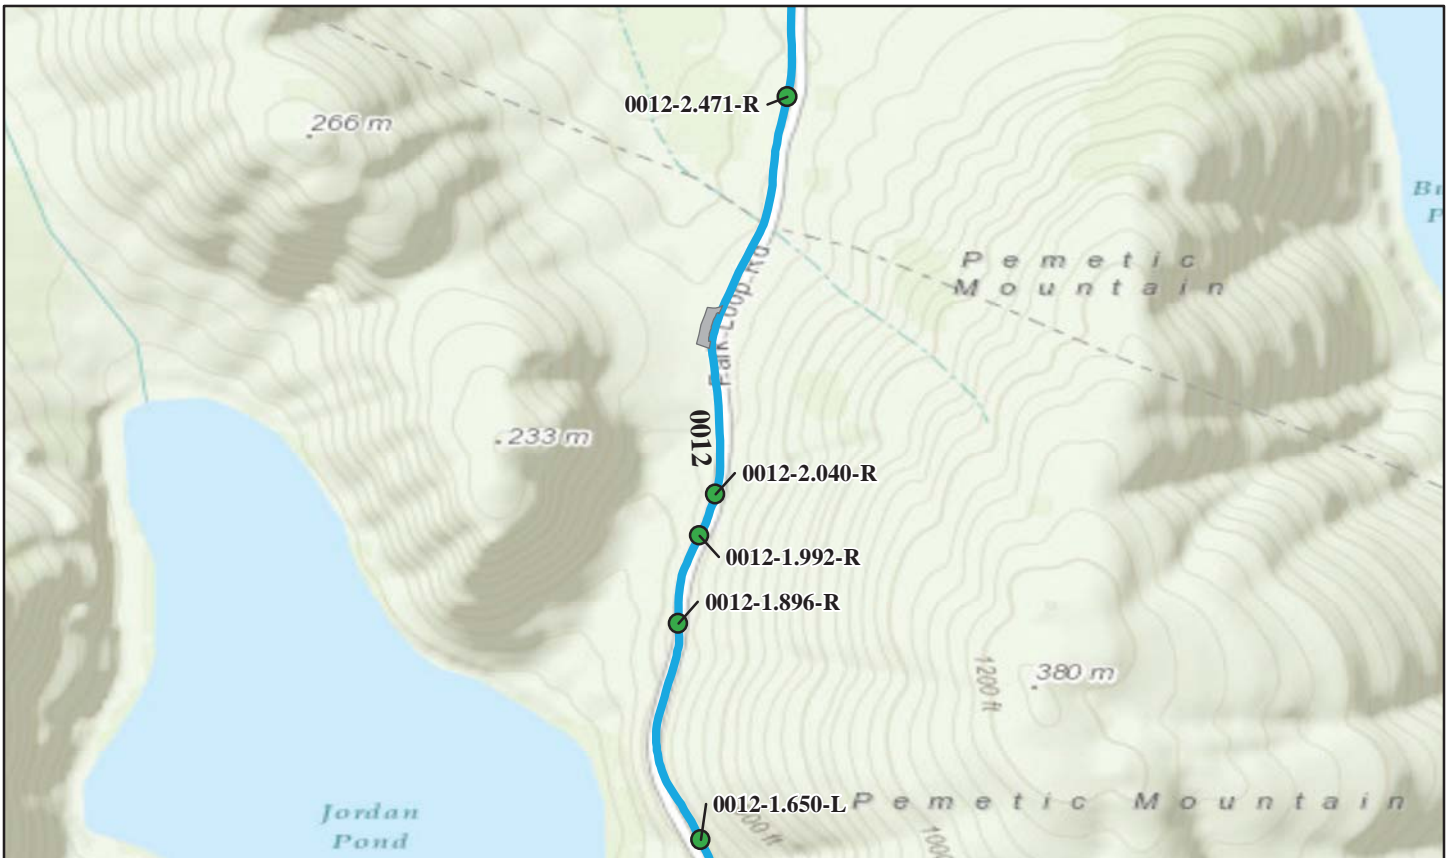 0012-2.471-R
266 m
Pemetic
Mountain
Park Loop Rd
0012
233 m
0012-2.040-R
0012-1.992-R
0012-1.896-R
1200 ft
380 m
0012-1.650-L
Pemetic Mountain
Jordan
Pond